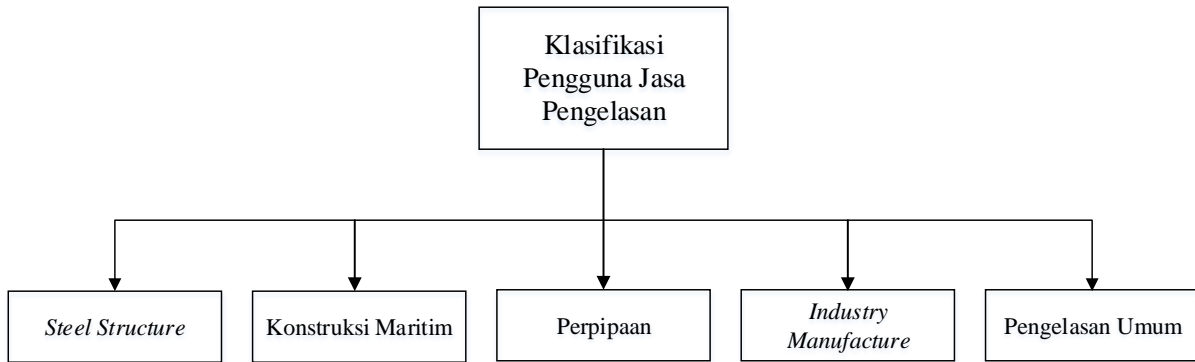 Klasifikasi
Pengguna Jasa
Pengelasan
Steel Structure
Konstruksi Maritim
Perpipaan
Industry
Manufacture
Pengelasan Umum